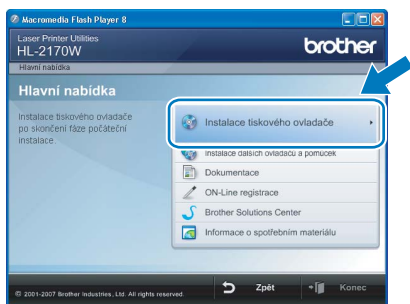 Macromedia Flash Player 8
Laser Printer Utilities
HL-2170W
brother
Hlavní nabídka
Hlavní nabídka
Instalace tiskového ovladače
po skončení fáze počáteční
instalace.
Instalace tiskového ovladače
Instalace dalších ovladačů a pomůcek
Dokumentace
ON-Line registrace
Brother Solutions Center
Informace o spotřebním materiálu
© 2001-2007 Brother Industries, Ltd. All rights reserved.
Zpět
Konec